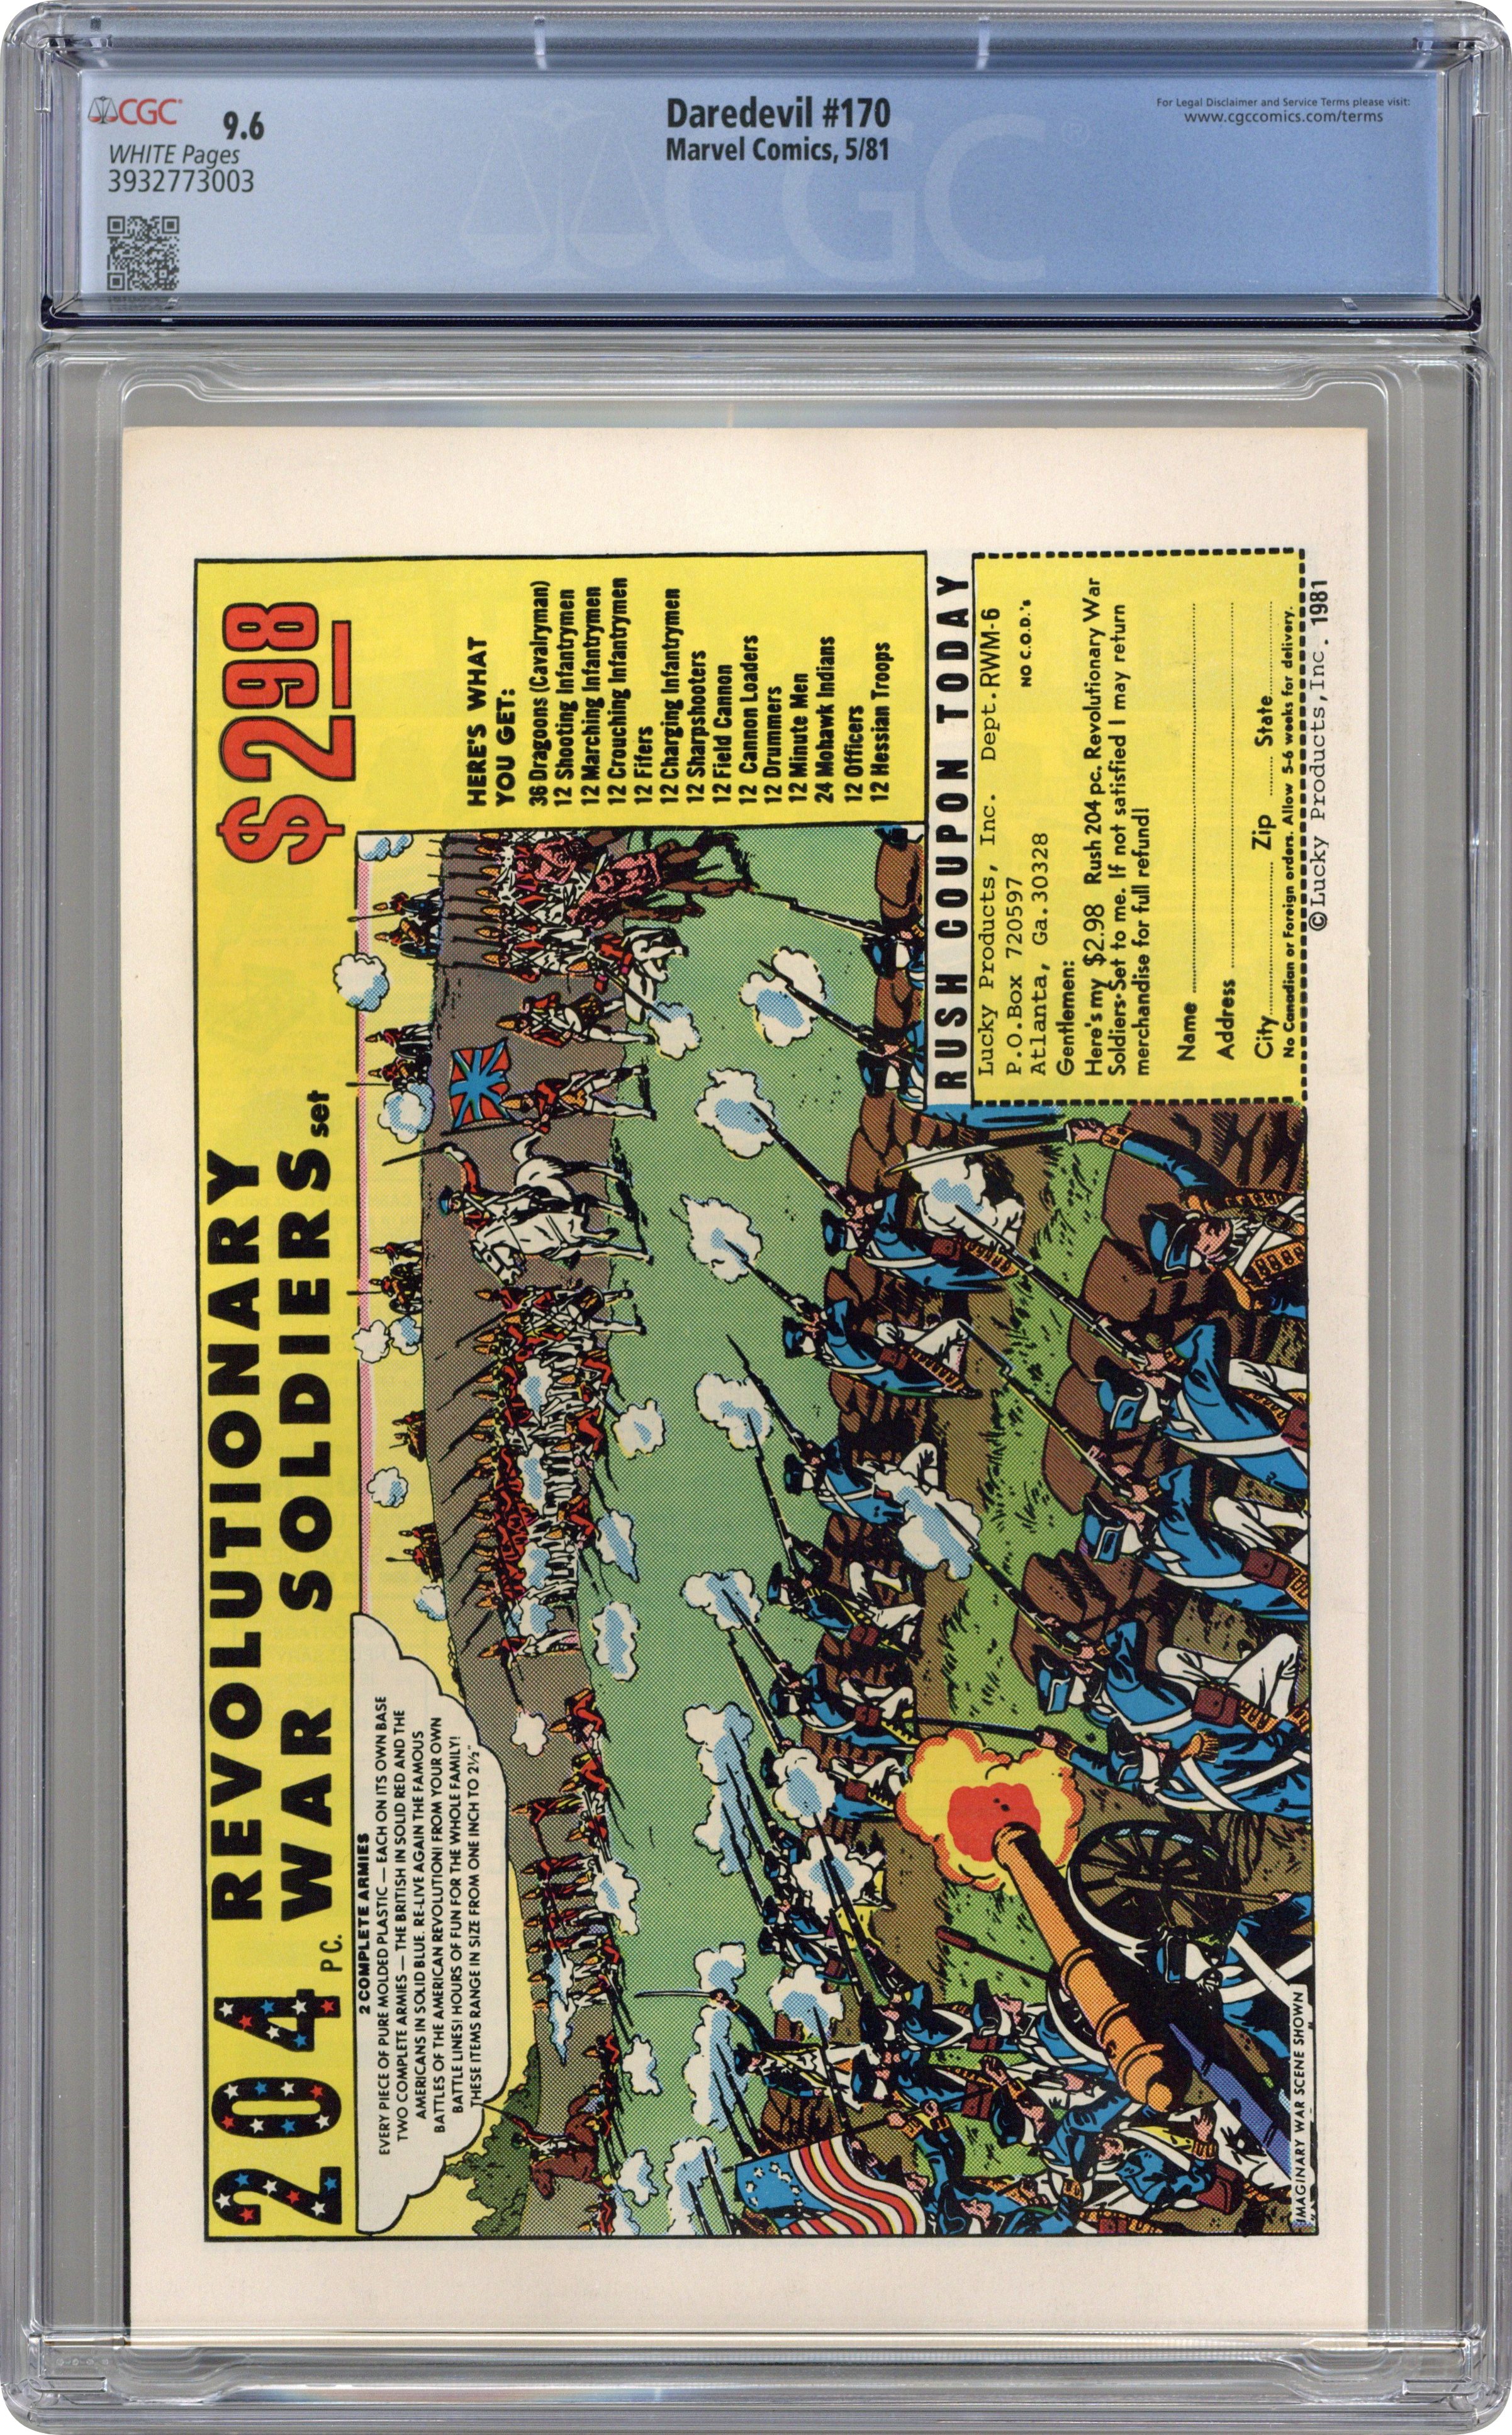 CGC
9.6
WHITE Pages
3932773003
Daredevil #170
Marvel Comics, 5/81
For Legal Disclaimer and Service Terms please visit:
www.cgccomics.com/terms
CGC
204 PC. REVOLUTIONARY
WAR SOLDIERS set
$2.98
2 COMPLETE ARMIES
EVERY PIECE OF PURE MOLDED PLASTIC — EACH ON ITS OWN BASE
TWO COMPLETE ARMIES — THE BRITISH IN SOLID RED AND THE
AMERICANS IN SOLID BLUE. RE-LIVE AGAIN THE FAMOUS
BATTLES OF THE AMERICAN REVOLUTION! FROM YOUR OWN
BATTLE LINES! HOURS OF FUN FOR THE WHOLE FAMILY!
THESE ITEMS RANGE IN SIZE FROM ONE INCH TO 2½"
HERE'S WHAT
YOU GET:
36 Dragoons (Cavalryman)
12 Shooting Infantrymen
12 Marching Infantrymen
12 Crouching Infantrymen
12 Fifers
12 Charging Infantrymen
12 Sharpshooters
12 Field Cannon
12 Cannon Loaders
12 Drummers
12 Minute Men
24 Mohawk Indians
12 Officers
12 Hessian Troops
RUSH COUPON TODAY
Lucky Products, Inc. Dept.RWM-6
P.O.Box 720597
NO C.O.D.'s
Atlanta, Ga.30328
Gentlemen:
Here's my $2.98 Rush 204 pc. Revolutionary War
Soldiers Set to me. If not satisfied I may return
merchandise for full refund!
Name
Address
City Zip State
No Canadian or Foreign orders. Allow 5-6 weeks for delivery.
©Lucky Products,Inc. 1981
IMAGINARY WAR SCENE SHOWN